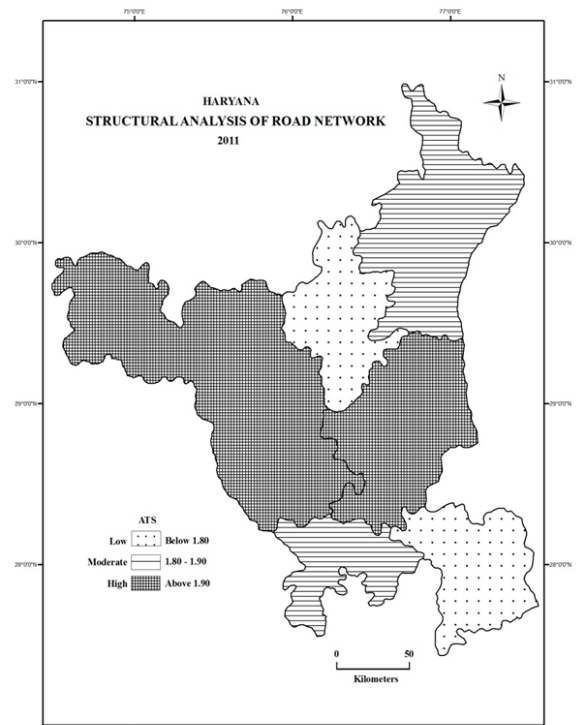 75°0'0"E 76°0'0"E 77°0'0"E
31°0'0"N 31°0'0"N
N
HARYANA
STRUCTURAL ANALYSIS OF ROAD NETWORK
2011
30°0'0"N 30°0'0"N
29°0'0"N 29°0'0"N
ATS
Low Below 1.80
Moderate 1.80 - 1.90
High Above 1.90
28°0'0"N 28°0'0"N
0 50
Kilometers